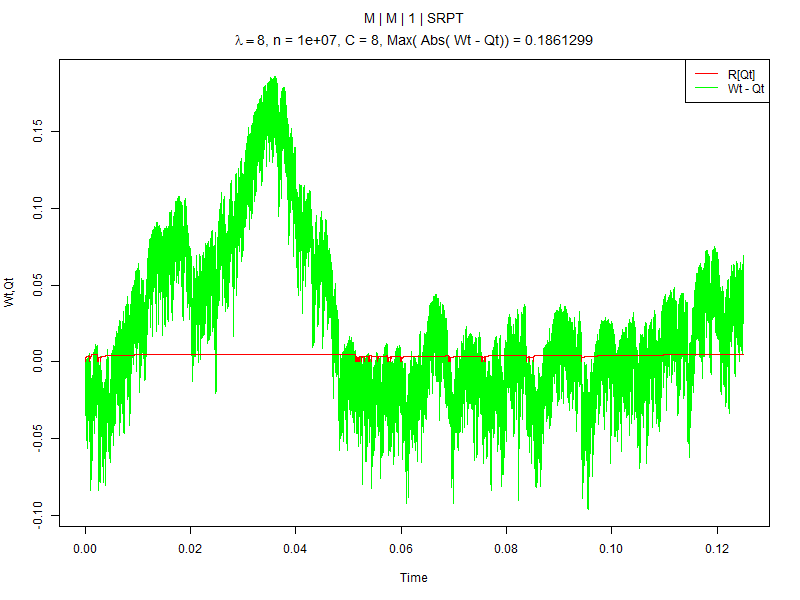 M | M | 1 | SRPT
λ = 8, n = 1e+07, C = 8, Max( Abs( Wt - Qt)) = 0.1861299
R[Qt]
Wt - Qt
0.15
0.10
0.05
0.00
-0.05
-0.10
Wt,Qt
0.00 0.02 0.04 0.06 0.08 0.10 0.12
Time